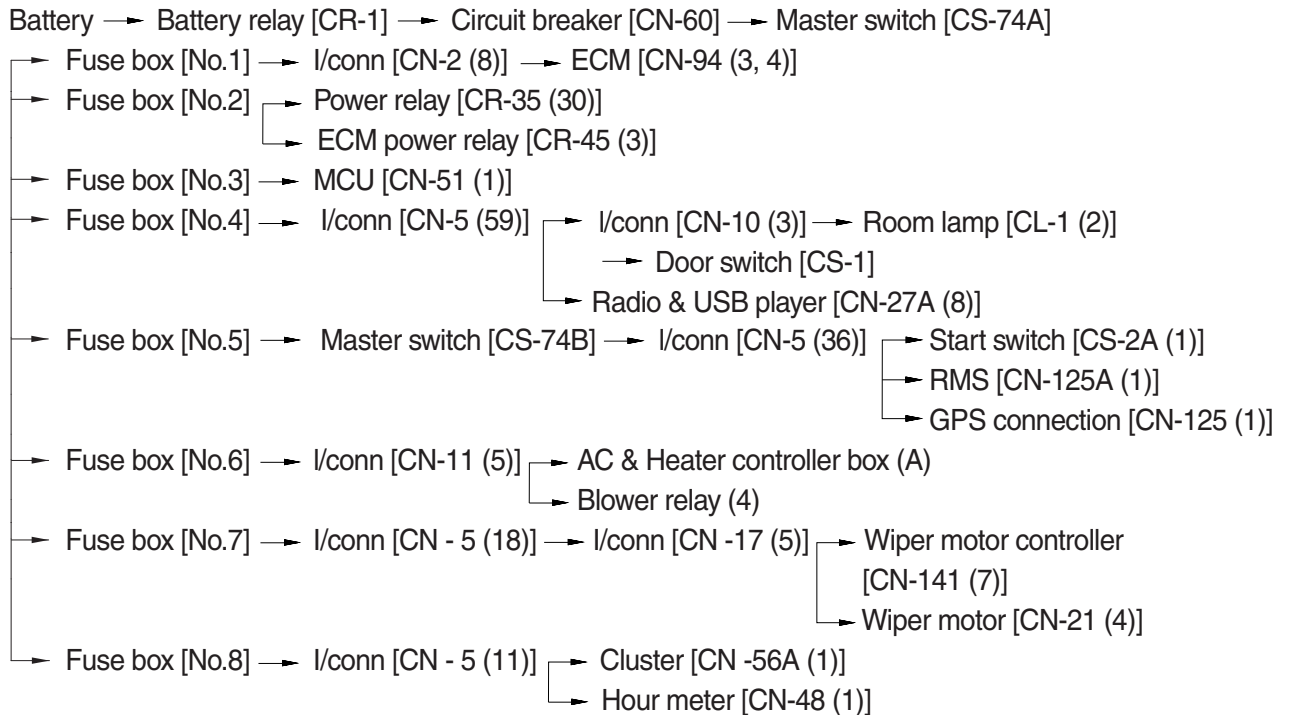 Battery → Battery relay [CR-1] → Circuit breaker [CN-60] → Master switch [CS-74A]
→ Fuse box [No.1] → I/conn [CN-2 (8)] → ECM [CN-94 (3, 4)]
→ Fuse box [No.2] → Power relay [CR-35 (30)]
→ ECM power relay [CR-45 (3)]
→ Fuse box [No.3] → MCU [CN-51 (1)]
→ Fuse box [No.4] → I/conn [CN-5 (59)] → I/conn [CN-10 (3)] → Room lamp [CL-1 (2)]
→ Door switch [CS-1]
→ Radio & USB player [CN-27A (8)]
→ Fuse box [No.5] → Master switch [CS-74B] → I/conn [CN-5 (36)] → Start switch [CS-2A (1)]
→ RMS [CN-125A (1)]
→ GPS connection [CN-125 (1)]
→ Fuse box [No.6] → I/conn [CN-11 (5)] → AC & Heater controller box (A)
→ Blower relay (4)
→ Fuse box [No.7] → I/conn [CN - 5 (18)] → I/conn [CN -17 (5)] → Wiper motor controller
[CN-141 (7)]
→ Wiper motor [CN-21 (4)]
→ Fuse box [No.8] → I/conn [CN - 5 (11)] → Cluster [CN -56A (1)]
→ Hour meter [CN-48 (1)]